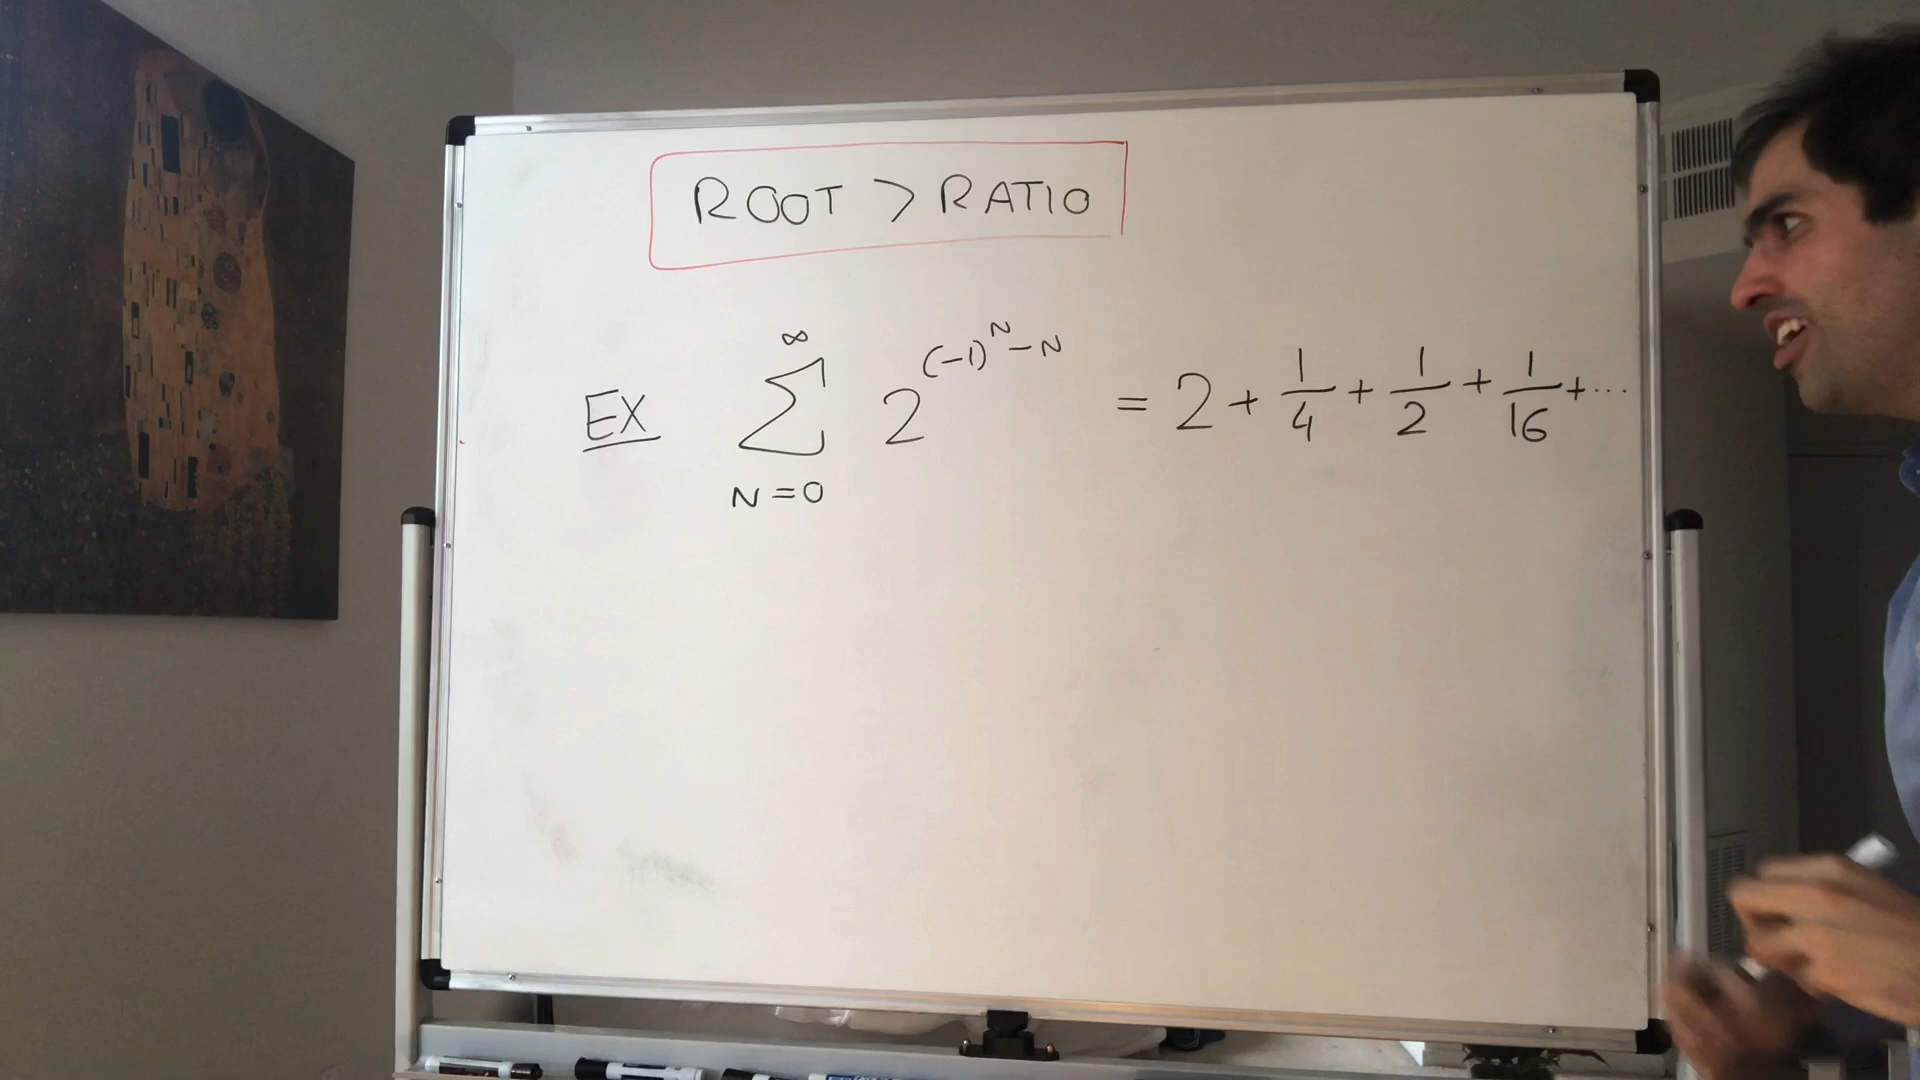 ROOT > RATIO
EX ∑_{N=0}^{∞} 2^{(-1)^N - N} = 2 + 1/4 + 1/2 + 1/16 + ...